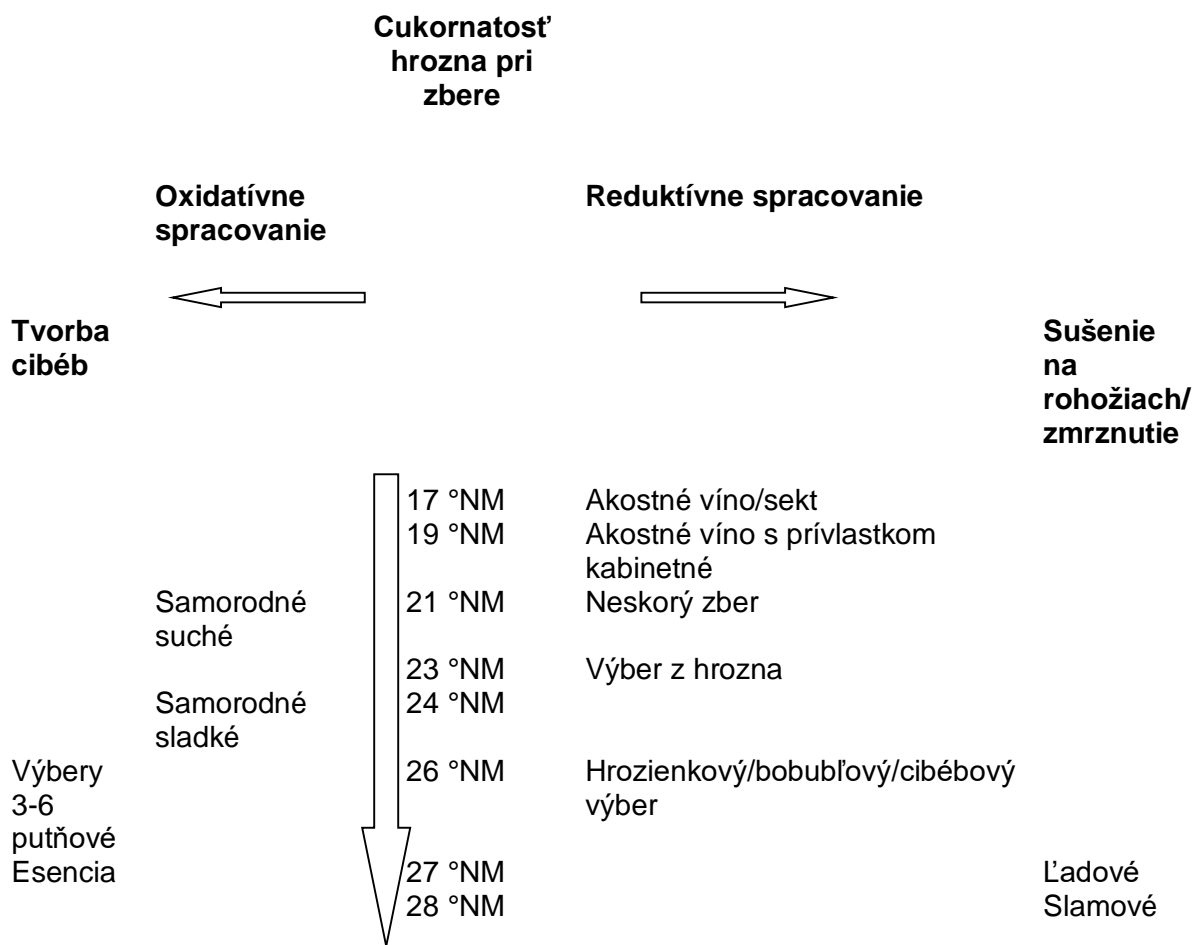 Cukornatosť
hrozna pri
zbere
Oxidatívne
spracovanie
Reduktívne spracovanie
Tvorba
cibéb
Sušenie
na
rohožiach/
zmrznutie
17 °NM Akostné víno/sekt
19 °NM Akostné víno s prívlastkom
kabinetné
Samorodné 21 °NM Neskorý zber
suché
23 °NM Výber z hrozna
Samorodné 24 °NM
sladké
Výbery 26 °NM Hrozienkový/bobubľový/cibébový
3-6 výber
putňové
Esencia 27 °NM Ľadové
28 °NM Slamové